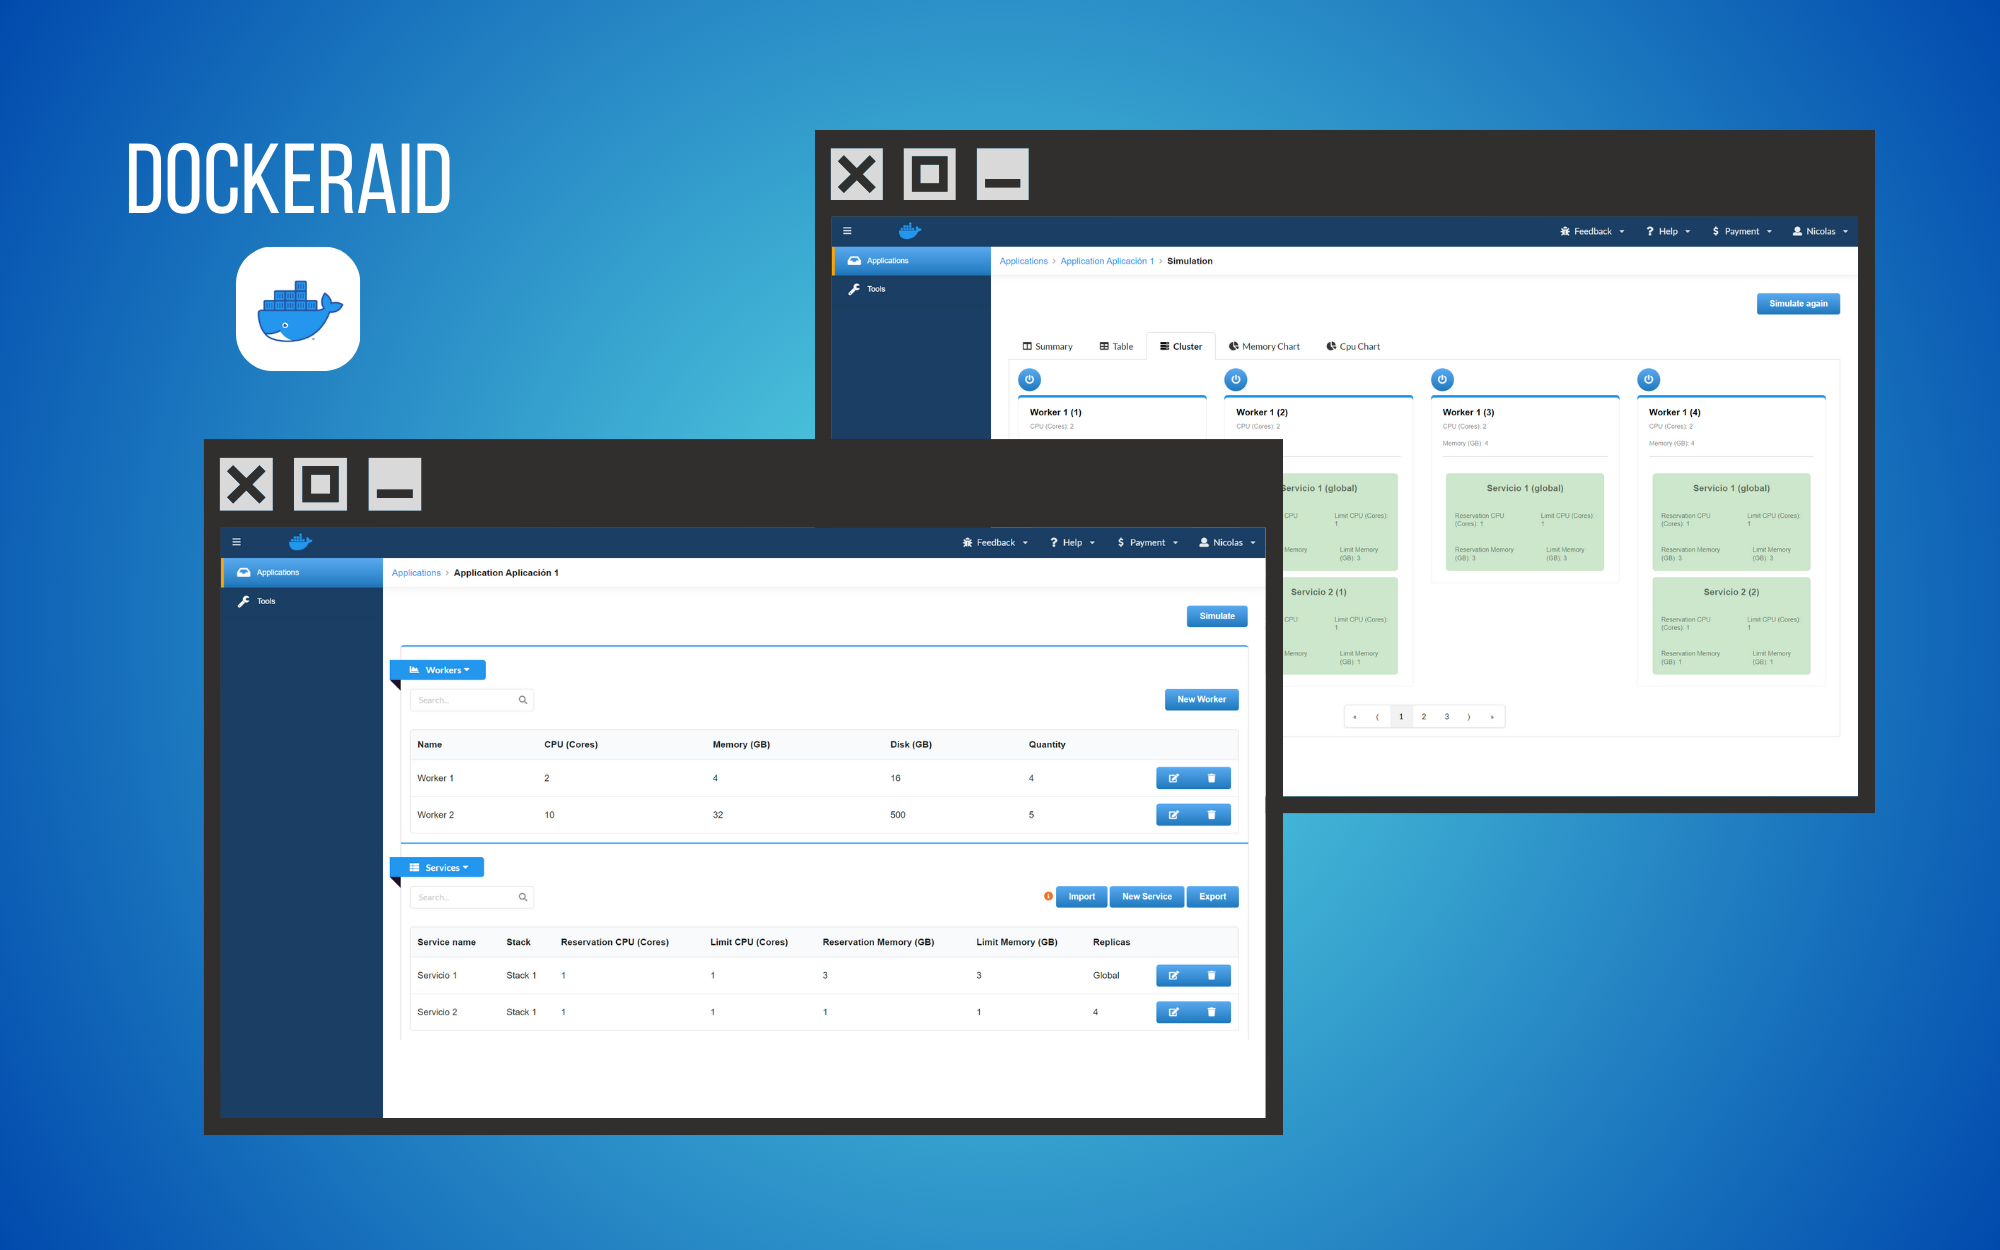 DOCKERAID
Feedback Help Payment Nicolas
Applications
Tools
Applications > Application Aplicación 1 > Simulation
Simulate again
Summary Table Cluster Memory Chart Cpu Chart
Worker 1 (1)
CPU (Cores): 2
Worker 1 (2)
CPU (Cores): 2
Servicio 1 (global)
CPU Limit CPU (Cores):
1
Memory Limit Memory
(GB): 3
Servicio 2 (1)
CPU Limit CPU (Cores):
1
Memory Limit Memory
(GB): 1
Worker 1 (3)
CPU (Cores): 2
Memory (GB): 4
Servicio 1 (global)
Reservation CPU Limit CPU (Cores):
(Cores): 1 1
Reservation Memory Limit Memory
(GB): 3 (GB): 3
Worker 1 (4)
CPU (Cores): 2
Memory (GB): 4
Servicio 1 (global)
Reservation CPU Limit CPU (Cores):
(Cores): 1 1
Reservation Memory Limit Memory
(GB): 3 (GB): 3
Servicio 2 (2)
Reservation CPU Limit CPU (Cores):
(Cores): 1 1
Reservation Memory Limit Memory
(GB): 1 (GB): 1
« ⟨ 1 2 3 ⟩ »
Feedback Help Payment Nicolas
Applications
Tools
Applications > Application Aplicación 1
Simulate
Workers
Search...
New Worker
Name CPU (Cores) Memory (GB) Disk (GB) Quantity
Worker 1 2 4 16 4
Worker 2 10 32 500 5
Services
Search...
Import New Service Export
Service name Stack Reservation CPU (Cores) Limit CPU (Cores) Reservation Memory (GB) Limit Memory (GB) Replicas
Servicio 1 Stack 1 1 1 3 3 Global
Servicio 2 Stack 1 1 1 1 1 4